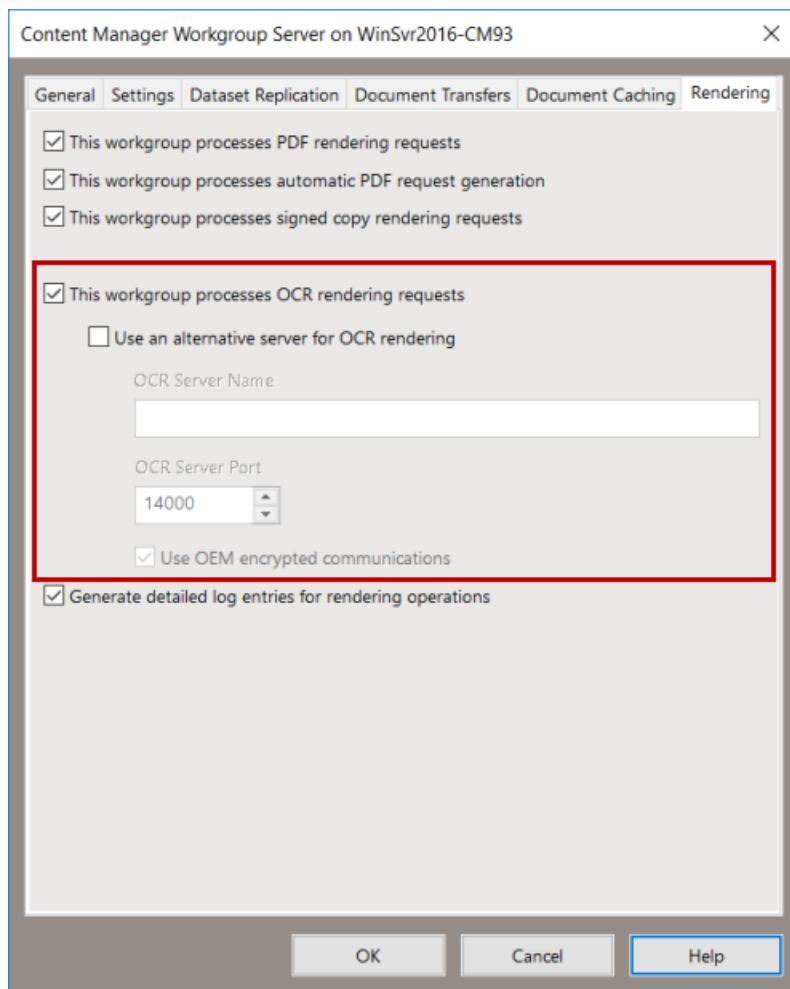 Content Manager Workgroup Server on WinSvr2016-CM93
General Settings Dataset Replication Document Transfers Document Caching Rendering
This workgroup processes PDF rendering requests
This workgroup processes automatic PDF request generation
This workgroup processes signed copy rendering requests
This workgroup processes OCR rendering requests
Use an alternative server for OCR rendering
OCR Server Name
OCR Server Port
14000
Use OEM encrypted communications
Generate detailed log entries for rendering operations
OK Cancel Help